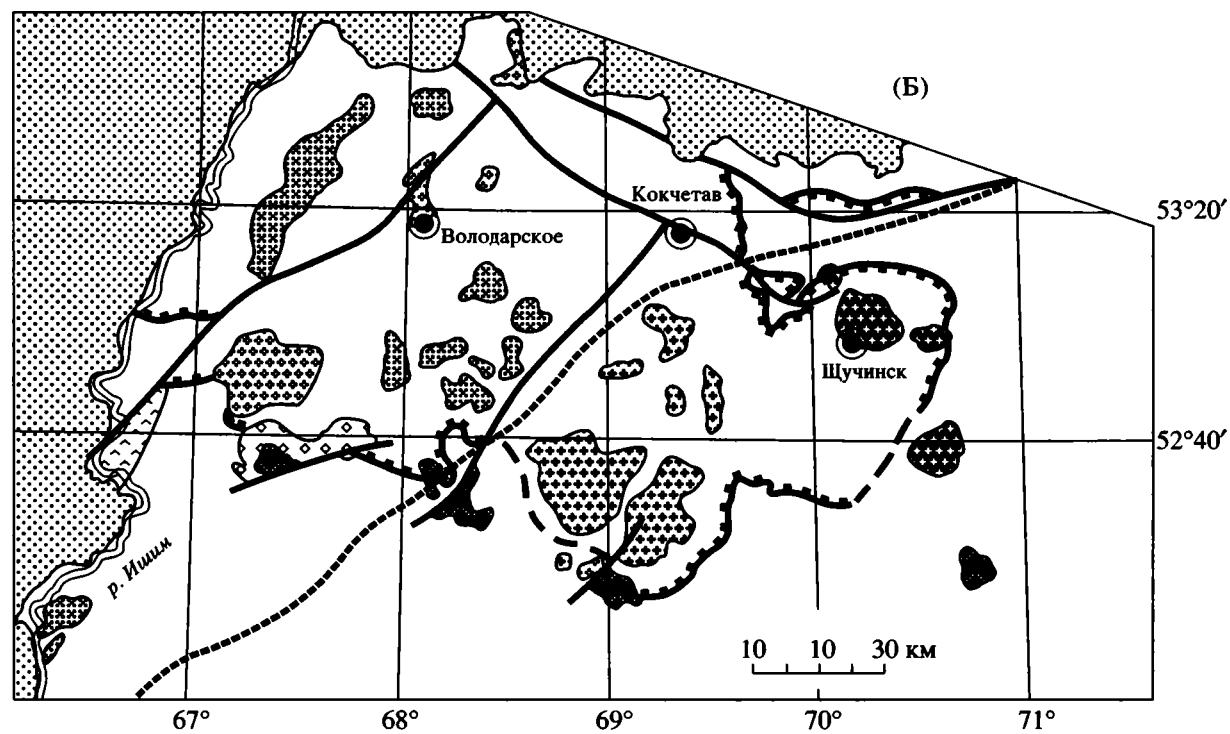 (Б)
Кокчетав
53°20′
Володарское
Щучинск
52°40′
р. Ишим
10 10 30 км
67° 68° 69° 70° 71°